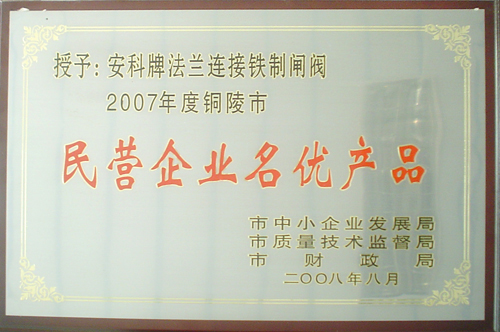 授予：安科牌法兰连接铁制闸阀
2007年度铜陵市
民营企业名优产品
市中小企业发展局
市质量技术监督局
市财政局
二〇〇八年八月